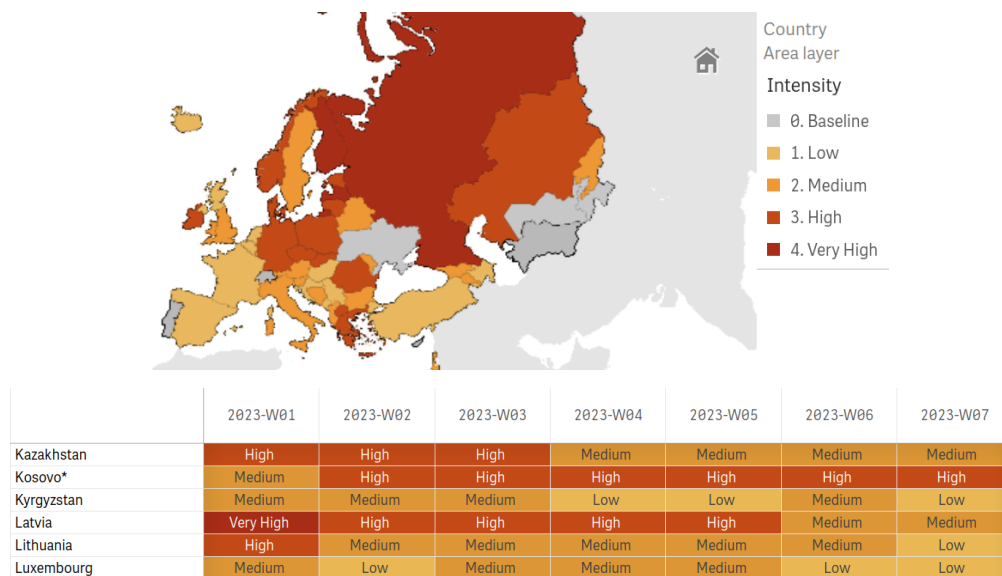 Country
Area layer
Intensity
0. Baseline
1. Low
2. Medium
3. High
4. Very High
2023-W01 2023-W02 2023-W03 2023-W04 2023-W05 2023-W06 2023-W07
Kazakhstan High High High Medium Medium Medium Medium
Kosovo* Medium High High High High High High
Kyrgyzstan Medium Medium Medium Low Low Medium Low
Latvia Very High High High High High Medium Medium
Lithuania High Medium Medium Medium Medium Medium Low
Luxembourg Medium Low Medium Medium Medium Low Low